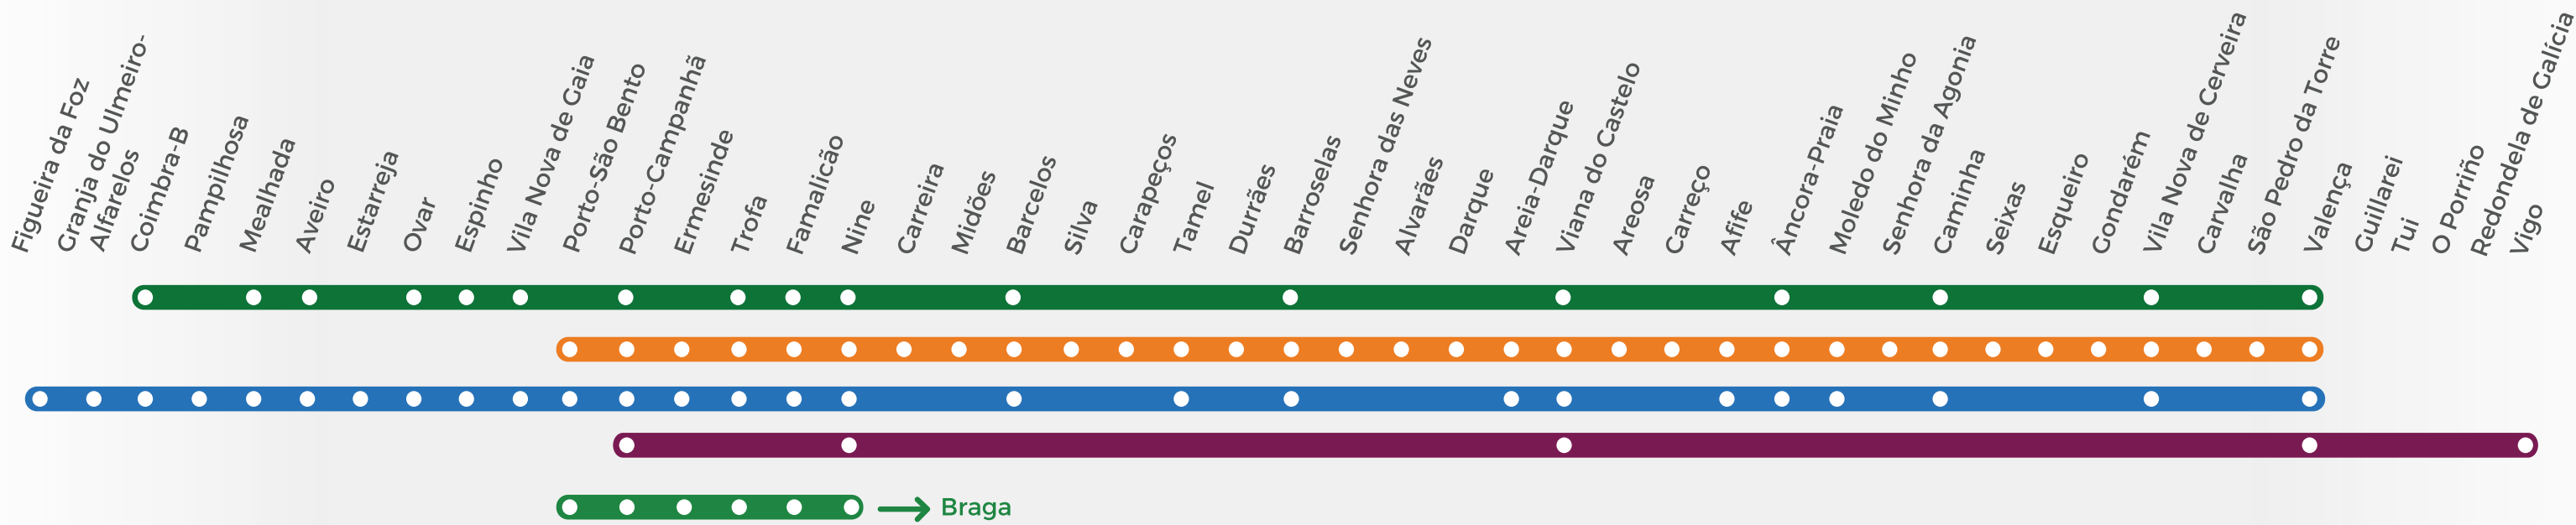 Figueira da Foz
Granja do Ulmeiro-
Alfarelos
Coimbra-B
Pampilhosa
Mealhada
Aveiro
Estarreja
Ovar
Espinho
Vila Nova de Gaia
Porto-São Bento
Porto-Campanhã
Ermesinde
Trofa
Famalicão
Nine
Carreira
Midões
Barcelos
Silva
Carapeços
Tamel
Durrães
Barroselas
Senhora das Neves
Alvarães
Darque
Areia-Darque
Viana do Castelo
Areosa
Carreço
Afife
Âncora-Praia
Moledo do Minho
Senhora da Agonia
Caminha
Seixas
Esqueiro
Gondarém
Vila Nova de Cerveira
Carvalha
São Pedro da Torre
Valença
Guillarei
Tui
O Porriño
Redondela de Galícia
Vigo
Braga